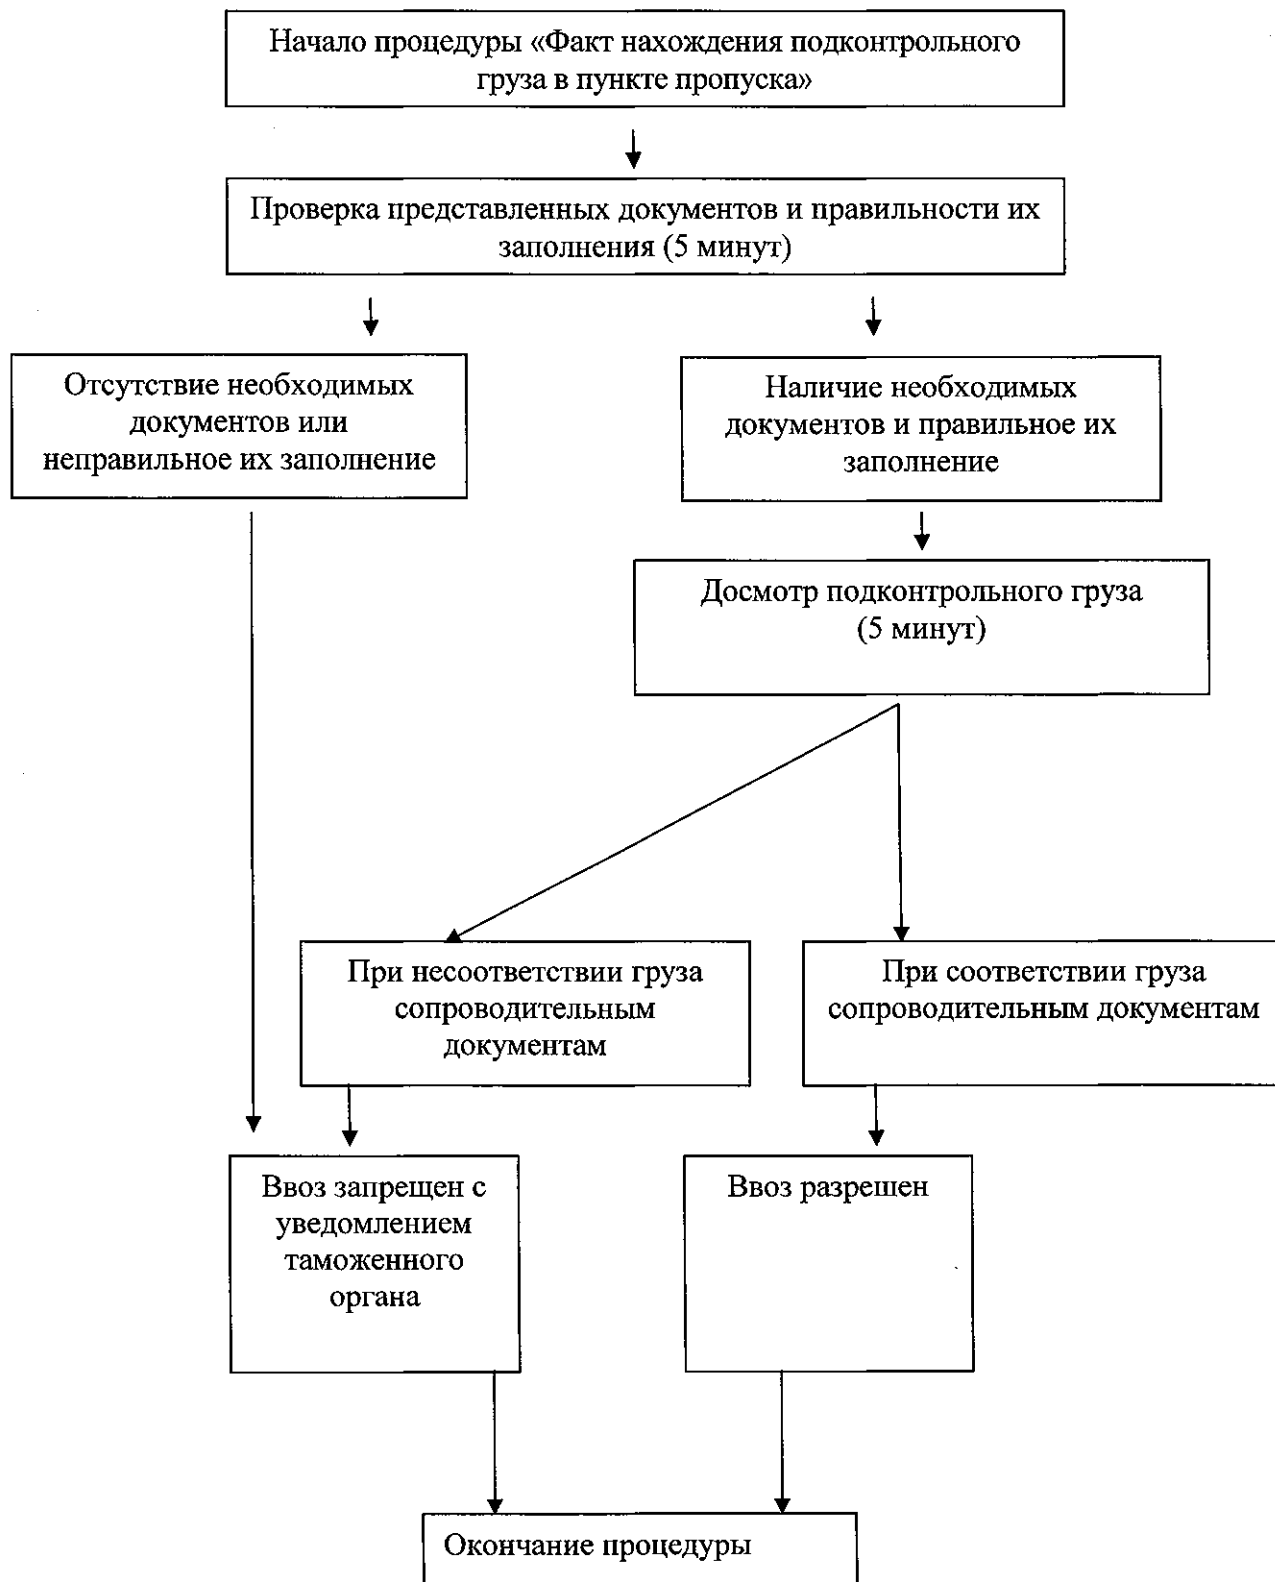 Начало процедуры «Факт нахождения подконтрольного
груза в пункте пропуска»
Проверка представленных документов и правильности их
заполнения (5 минут)
Отсутствие необходимых
документов или
неправильное их заполнение
Наличие необходимых
документов и правильное их
заполнение
Досмотр подконтрольного груза
(5 минут)
При несоответствии груза
сопроводительным
документам
При соответствии груза
сопроводительным документам
Ввоз запрещен с
уведомлением
таможенного
органа
Ввоз разрешен
Окончание процедуры